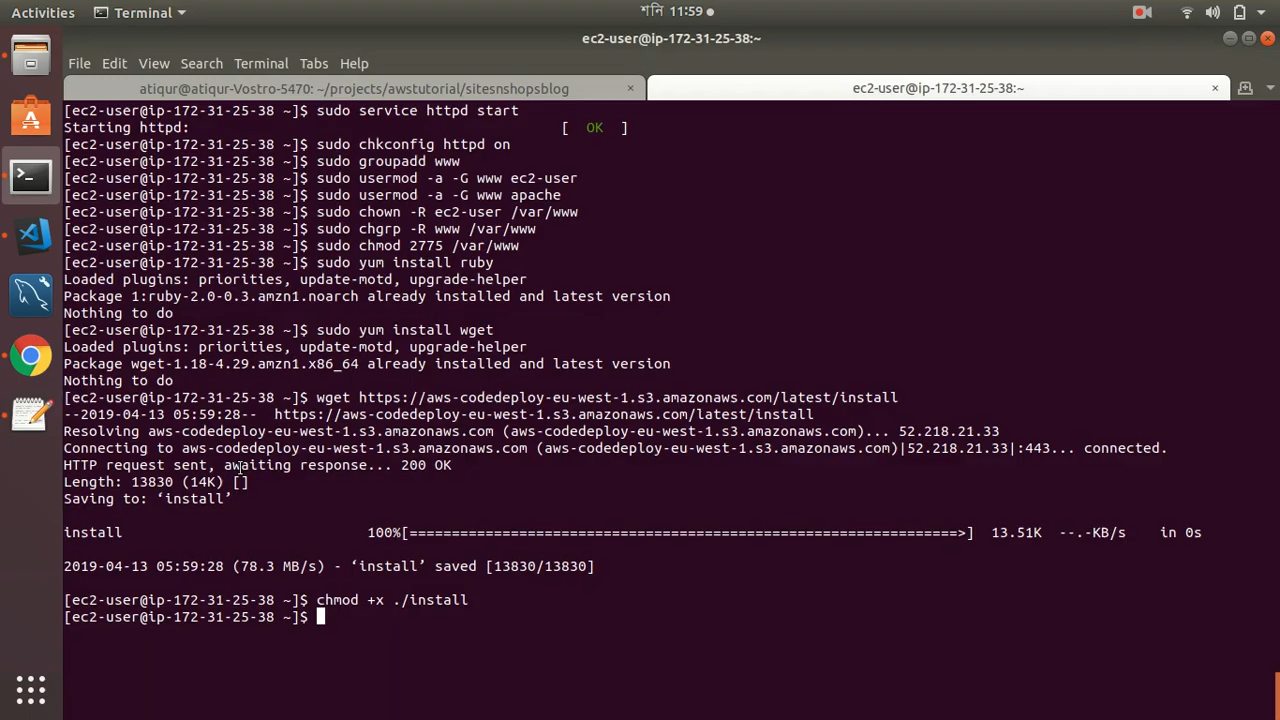 Activities Terminal শনি 11:59
ec2-user@ip-172-31-25-38:~
File Edit View Search Terminal Tabs Help
atiqur@atiqur-Vostro-5470: ~/projects/awstutorial/sitesnshopsblog × ec2-user@ip-172-31-25-38:~ ×
[ec2-user@ip-172-31-25-38 ~]$ sudo service httpd start
Starting httpd: [ OK ]
[ec2-user@ip-172-31-25-38 ~]$ sudo chkconfig httpd on
[ec2-user@ip-172-31-25-38 ~]$ sudo groupadd www
[ec2-user@ip-172-31-25-38 ~]$ sudo usermod -a -G www ec2-user
[ec2-user@ip-172-31-25-38 ~]$ sudo usermod -a -G www apache
[ec2-user@ip-172-31-25-38 ~]$ sudo chown -R ec2-user /var/www
[ec2-user@ip-172-31-25-38 ~]$ sudo chgrp -R www /var/www
[ec2-user@ip-172-31-25-38 ~]$ sudo chmod 2775 /var/www
[ec2-user@ip-172-31-25-38 ~]$ sudo yum install ruby
Loaded plugins: priorities, update-motd, upgrade-helper
Package 1:ruby-2.0-0.3.amzn1.noarch already installed and latest version
Nothing to do
[ec2-user@ip-172-31-25-38 ~]$ sudo yum install wget
Loaded plugins: priorities, update-motd, upgrade-helper
Package wget-1.18-4.29.amzn1.x86_64 already installed and latest version
Nothing to do
[ec2-user@ip-172-31-25-38 ~]$ wget https://aws-codedeploy-eu-west-1.s3.amazonaws.com/latest/install
--2019-04-13 05:59:28-- https://aws-codedeploy-eu-west-1.s3.amazonaws.com/latest/install
Resolving aws-codedeploy-eu-west-1.s3.amazonaws.com (aws-codedeploy-eu-west-1.s3.amazonaws.com)... 52.218.21.33
Connecting to aws-codedeploy-eu-west-1.s3.amazonaws.com (aws-codedeploy-eu-west-1.s3.amazonaws.com)|52.218.21.33|:443... connected.
HTTP request sent, awaiting response... 200 OK
Length: 13830 (14K) []
Saving to: ‘install’
install 100%[=================================================================>] 13.51K --.-KB/s in 0s
2019-04-13 05:59:28 (78.3 MB/s) - ‘install’ saved [13830/13830]
[ec2-user@ip-172-31-25-38 ~]$ chmod +x ./install
[ec2-user@ip-172-31-25-38 ~]$